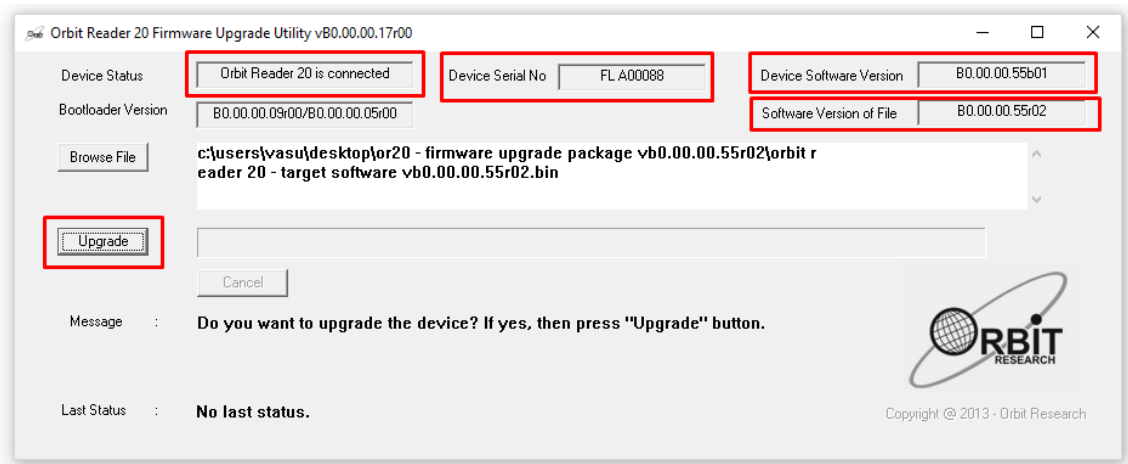 Orbit Reader 20 Firmware Upgrade Utility vB0.00.00.17r00
Device Status Orbit Reader 20 is connected Device Serial No FL A00088 Device Software Version B0.00.00.55b01
Bootloader Version B0.00.00.09r00/B0.00.00.05r00 Software Version of File B0.00.00.55r02
Browse File c:\users\vasu\desktop\or20 - firmware upgrade package vb0.00.00.55r02\orbit r
eader 20 - target software vb0.00.00.55r02.bin
Upgrade
Cancel
Message : Do you want to upgrade the device? If yes, then press "Upgrade" button.
ORBIT
RESEARCH
Last Status : No last status.
Copyright @ 2013 - Orbit Research